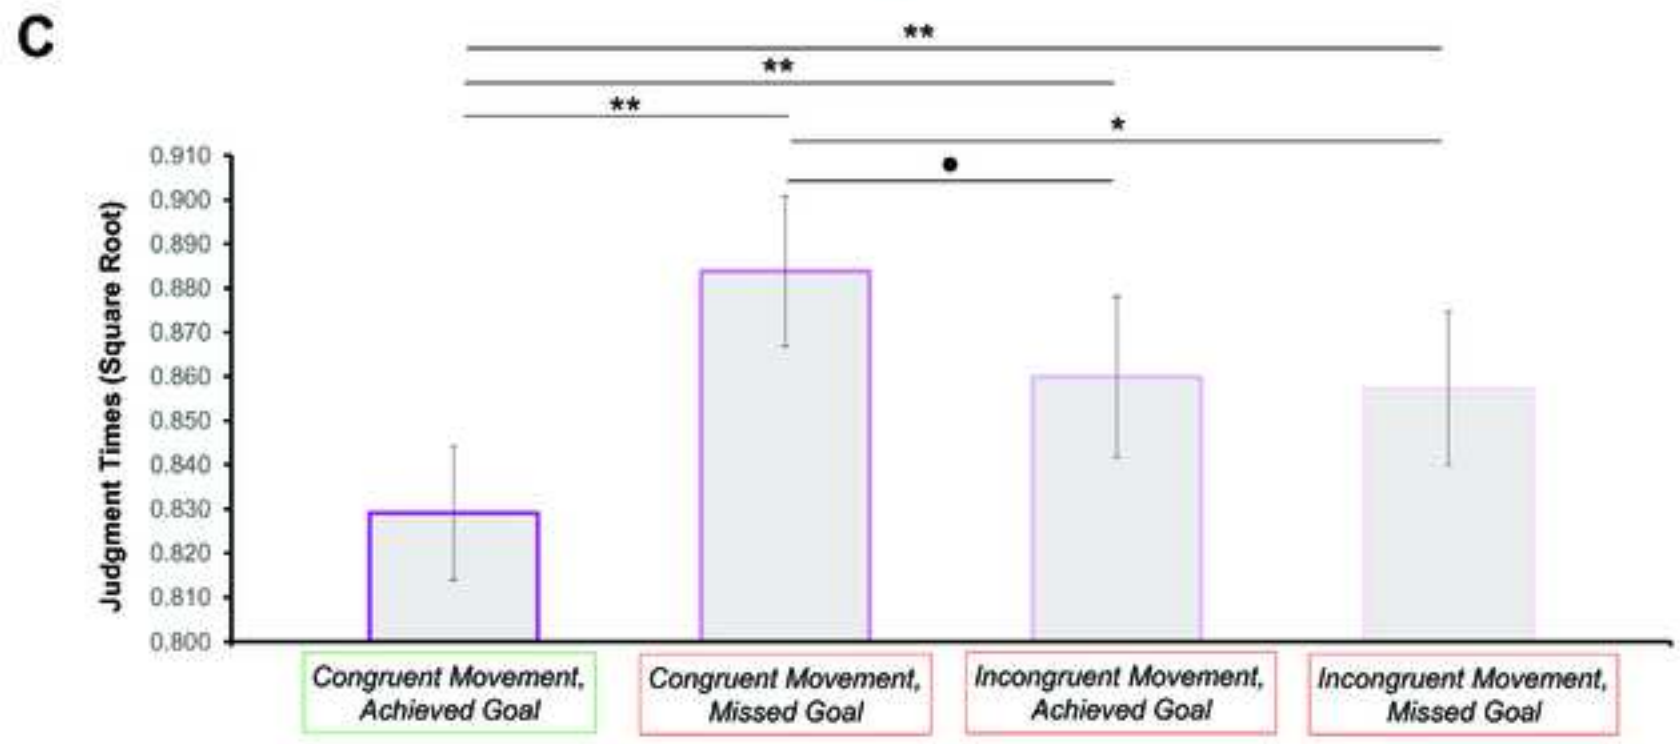 C
**
**
**
*
●
0.910
0.900
0.890
0.880
0.870
0.860
0.850
0.840
0.830
0.820
0.810
0.800
Judgment Times (Square Root)
Congruent Movement,
Achieved Goal
Congruent Movement,
Missed Goal
Incongruent Movement,
Achieved Goal
Incongruent Movement,
Missed Goal